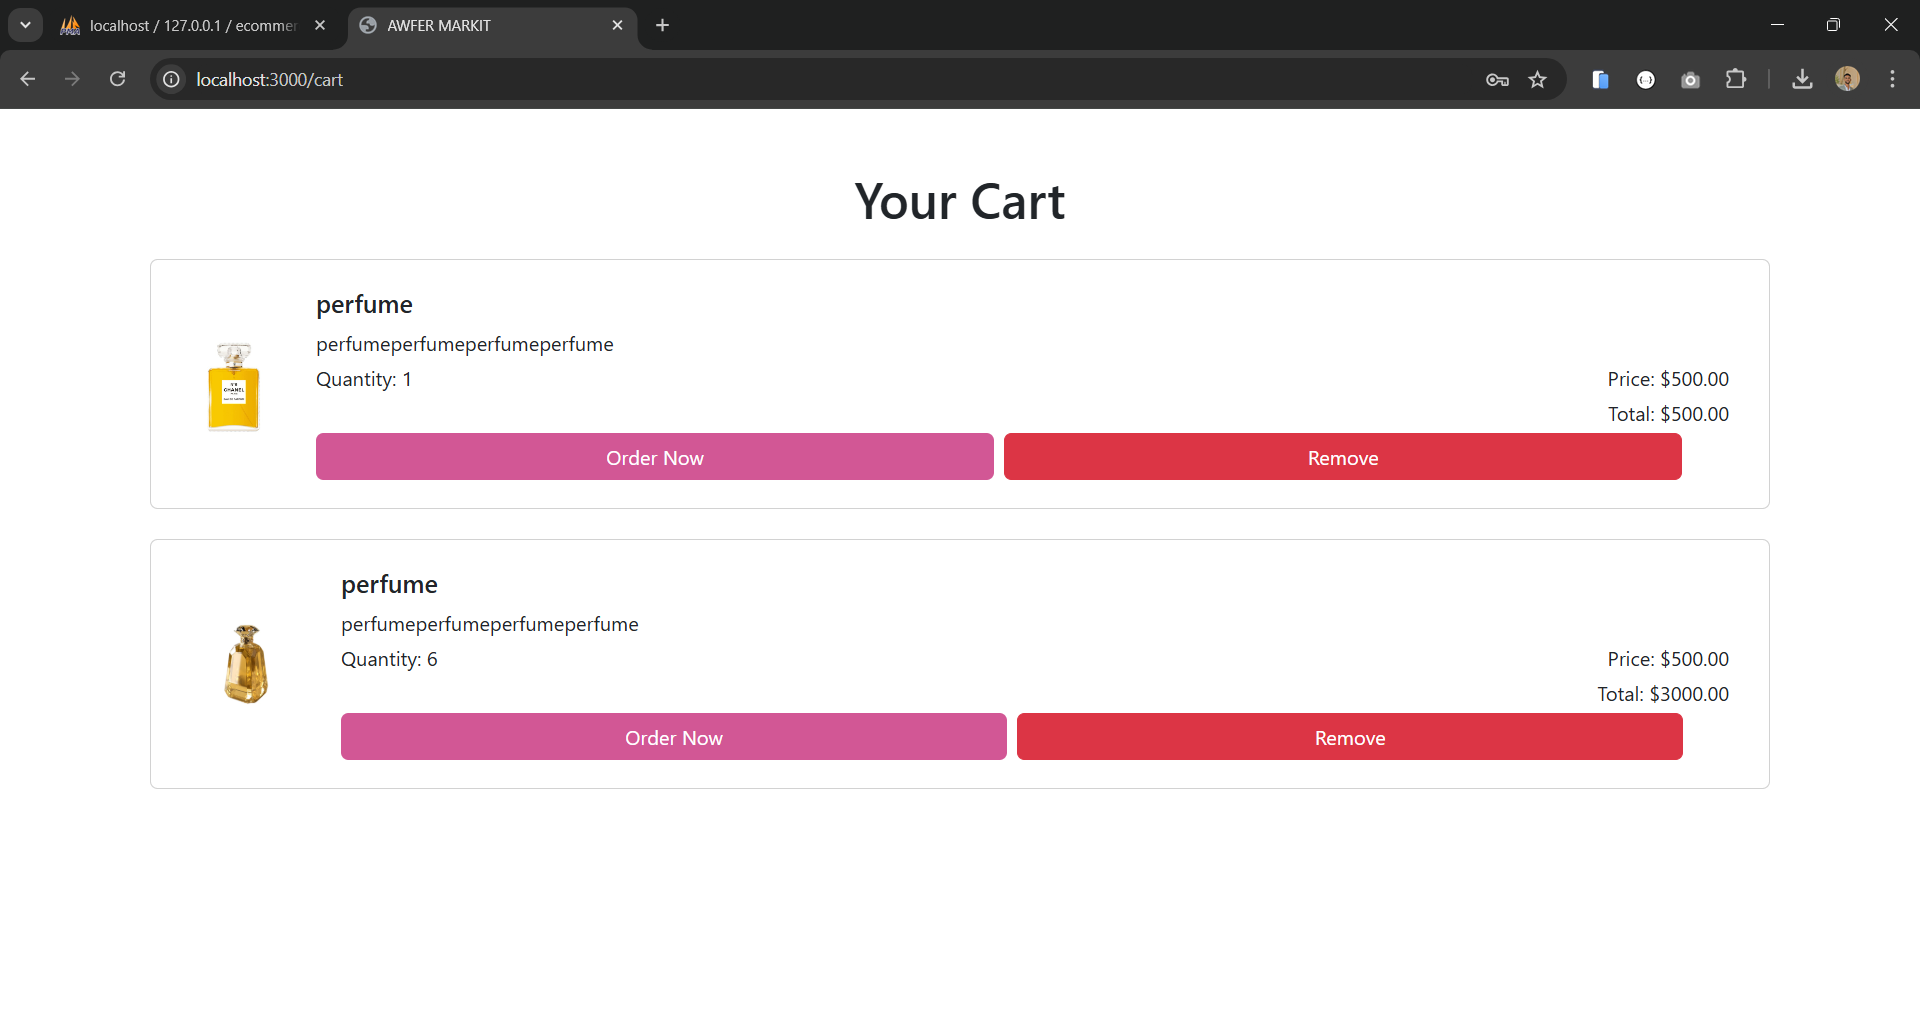 localhost / 127.0.0.1 / ecommer
AWFER MARKIT
localhost:3000/cart
Your Cart
perfume
perfumeperfumeperfumeperfume
Quantity: 1
Price: $500.00
Total: $500.00
Order Now
Remove
CHANEL
perfume
perfumeperfumeperfumeperfume
Quantity: 6
Price: $500.00
Total: $3000.00
Order Now
Remove